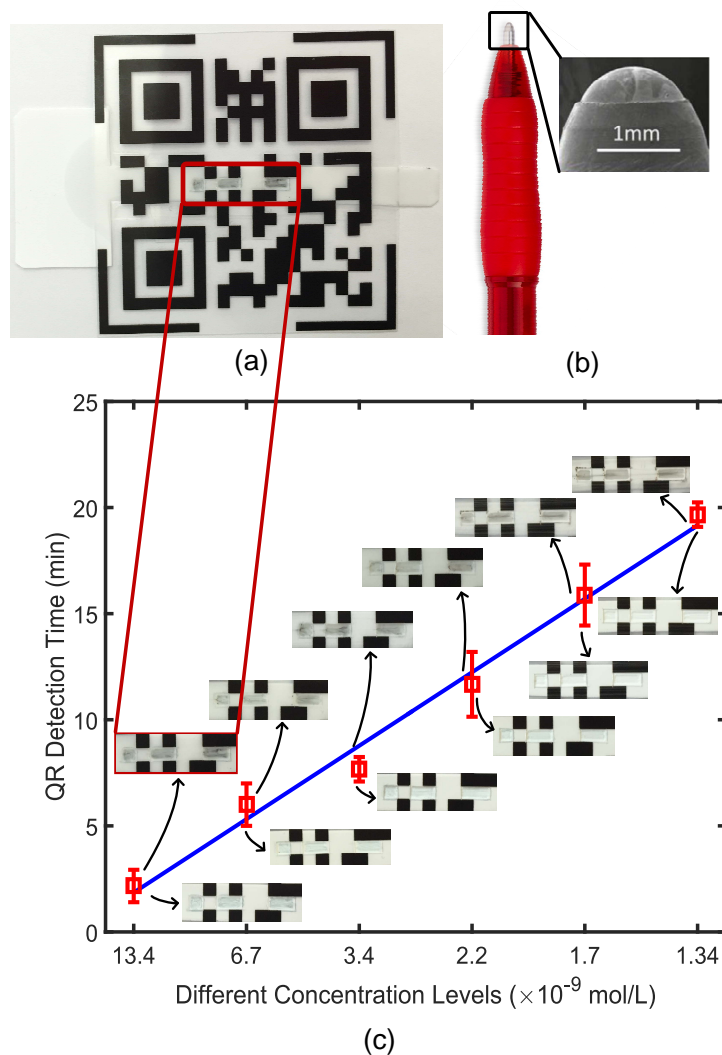 (a)
1mm
(b)
25
20
15
10
5
0
QR Detection Time (min)
13.4 6.7 3.4 2.2 1.7 1.34
Different Concentration Levels (×10⁻⁹ mol/L)
(c)